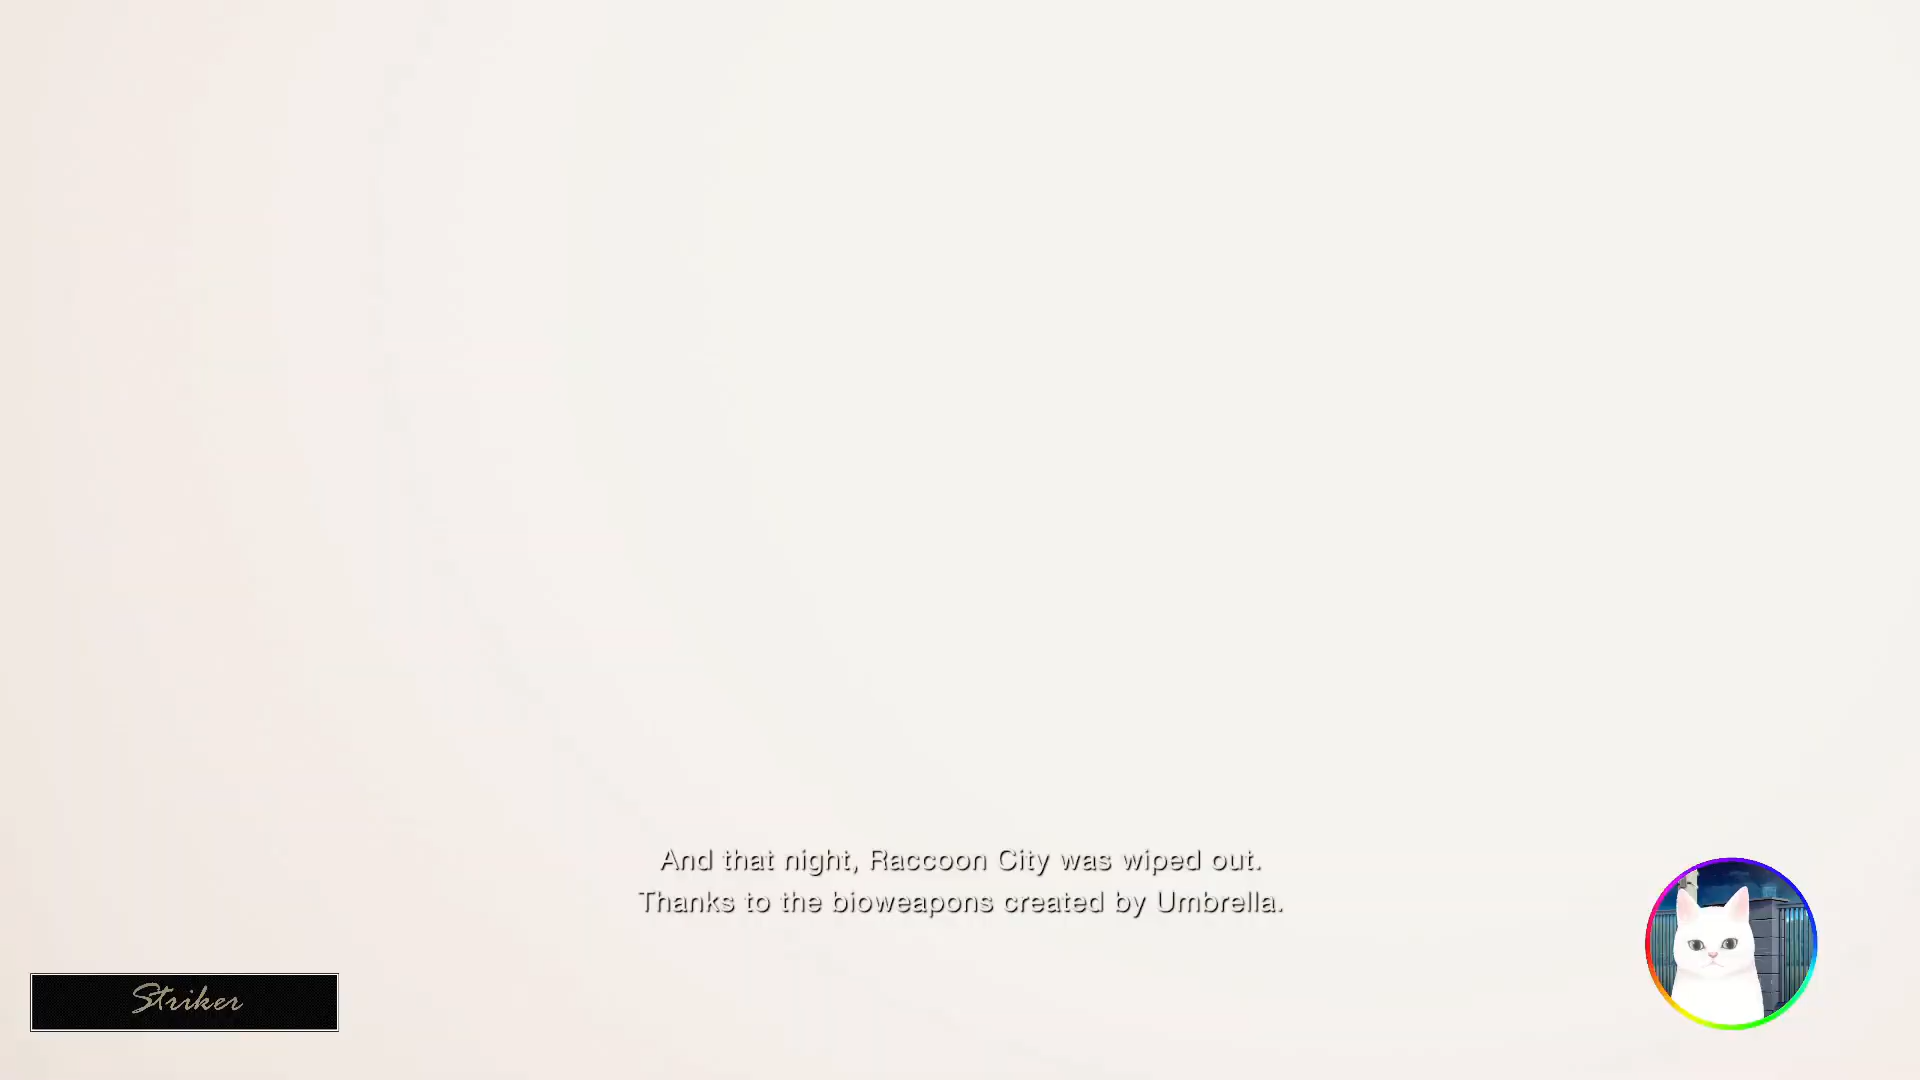 And that night, Raccoon City was wiped out.
Thanks to the bioweapons created by Umbrella.
Striker